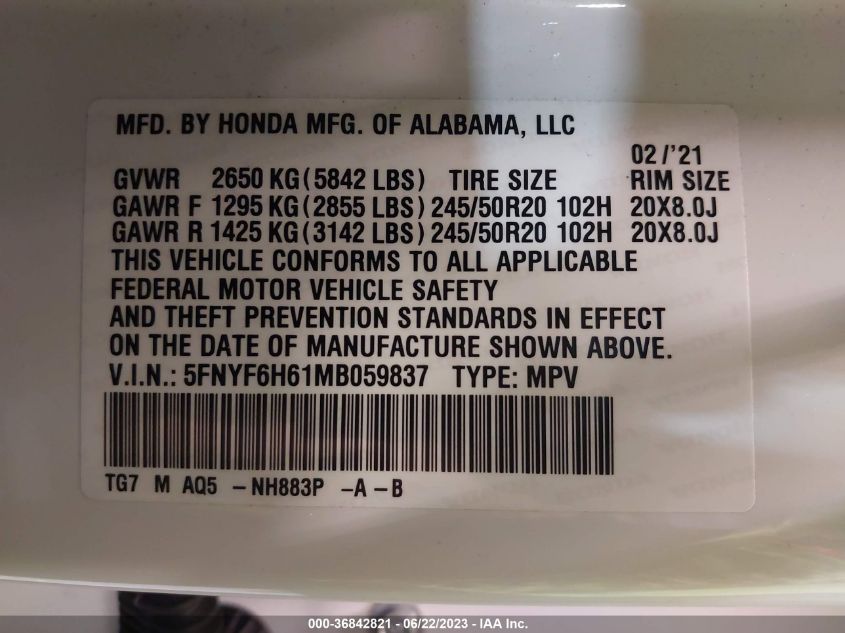 MFD. BY HONDA MFG. OF ALABAMA, LLC
02/'21
GVWR 2650 KG (5842 LBS) TIRE SIZE RIM SIZE
GAWR F 1295 KG (2855 LBS) 245/50R20 102H 20X8.0J
GAWR R 1425 KG (3142 LBS) 245/50R20 102H 20X8.0J
THIS VEHICLE CONFORMS TO ALL APPLICABLE
FEDERAL MOTOR VEHICLE SAFETY
AND THEFT PREVENTION STANDARDS IN EFFECT
ON THE DATE OF MANUFACTURE SHOWN ABOVE.
V.I.N.: 5FNYF6H61MB059837 TYPE: MPV
TG7 M AQ5 -NH883P -A-B
000-36842821 - 06/22/2023 - IAA Inc.